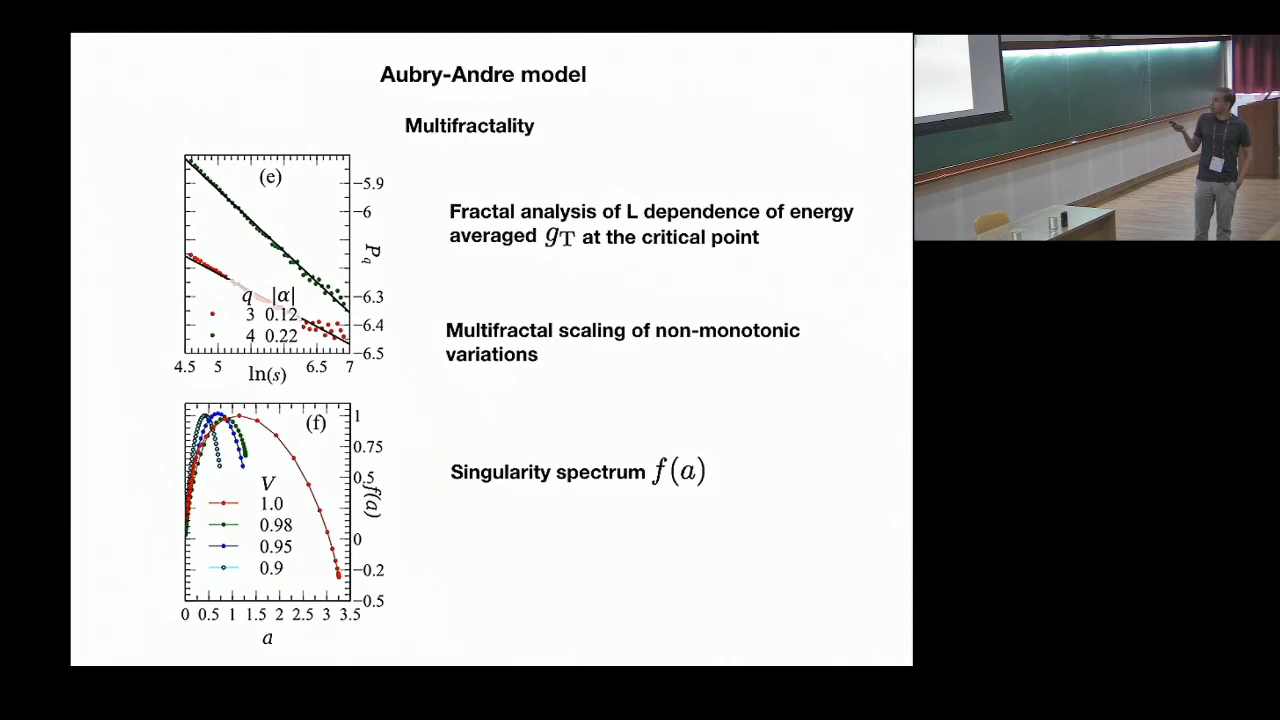 Aubry-Andre model
Multifractality
(e)
−5.9
−6
−6.3
−6.4
−6.5
P_q
q |α|
3 0.12
4 0.22
4.5 5 6.5 7
ln(s)
Fractal analysis of L dependence of energy
averaged g_T at the critical point
Multifractal scaling of non-monotonic
variations
(f)
1
0.75
0.5
0
−0.2
−0.5
f(a)
V
1.0
0.98
0.95
0.9
0 0.5 1 1.5 2 2.5 3 3.5
a
Singularity spectrum f(a)